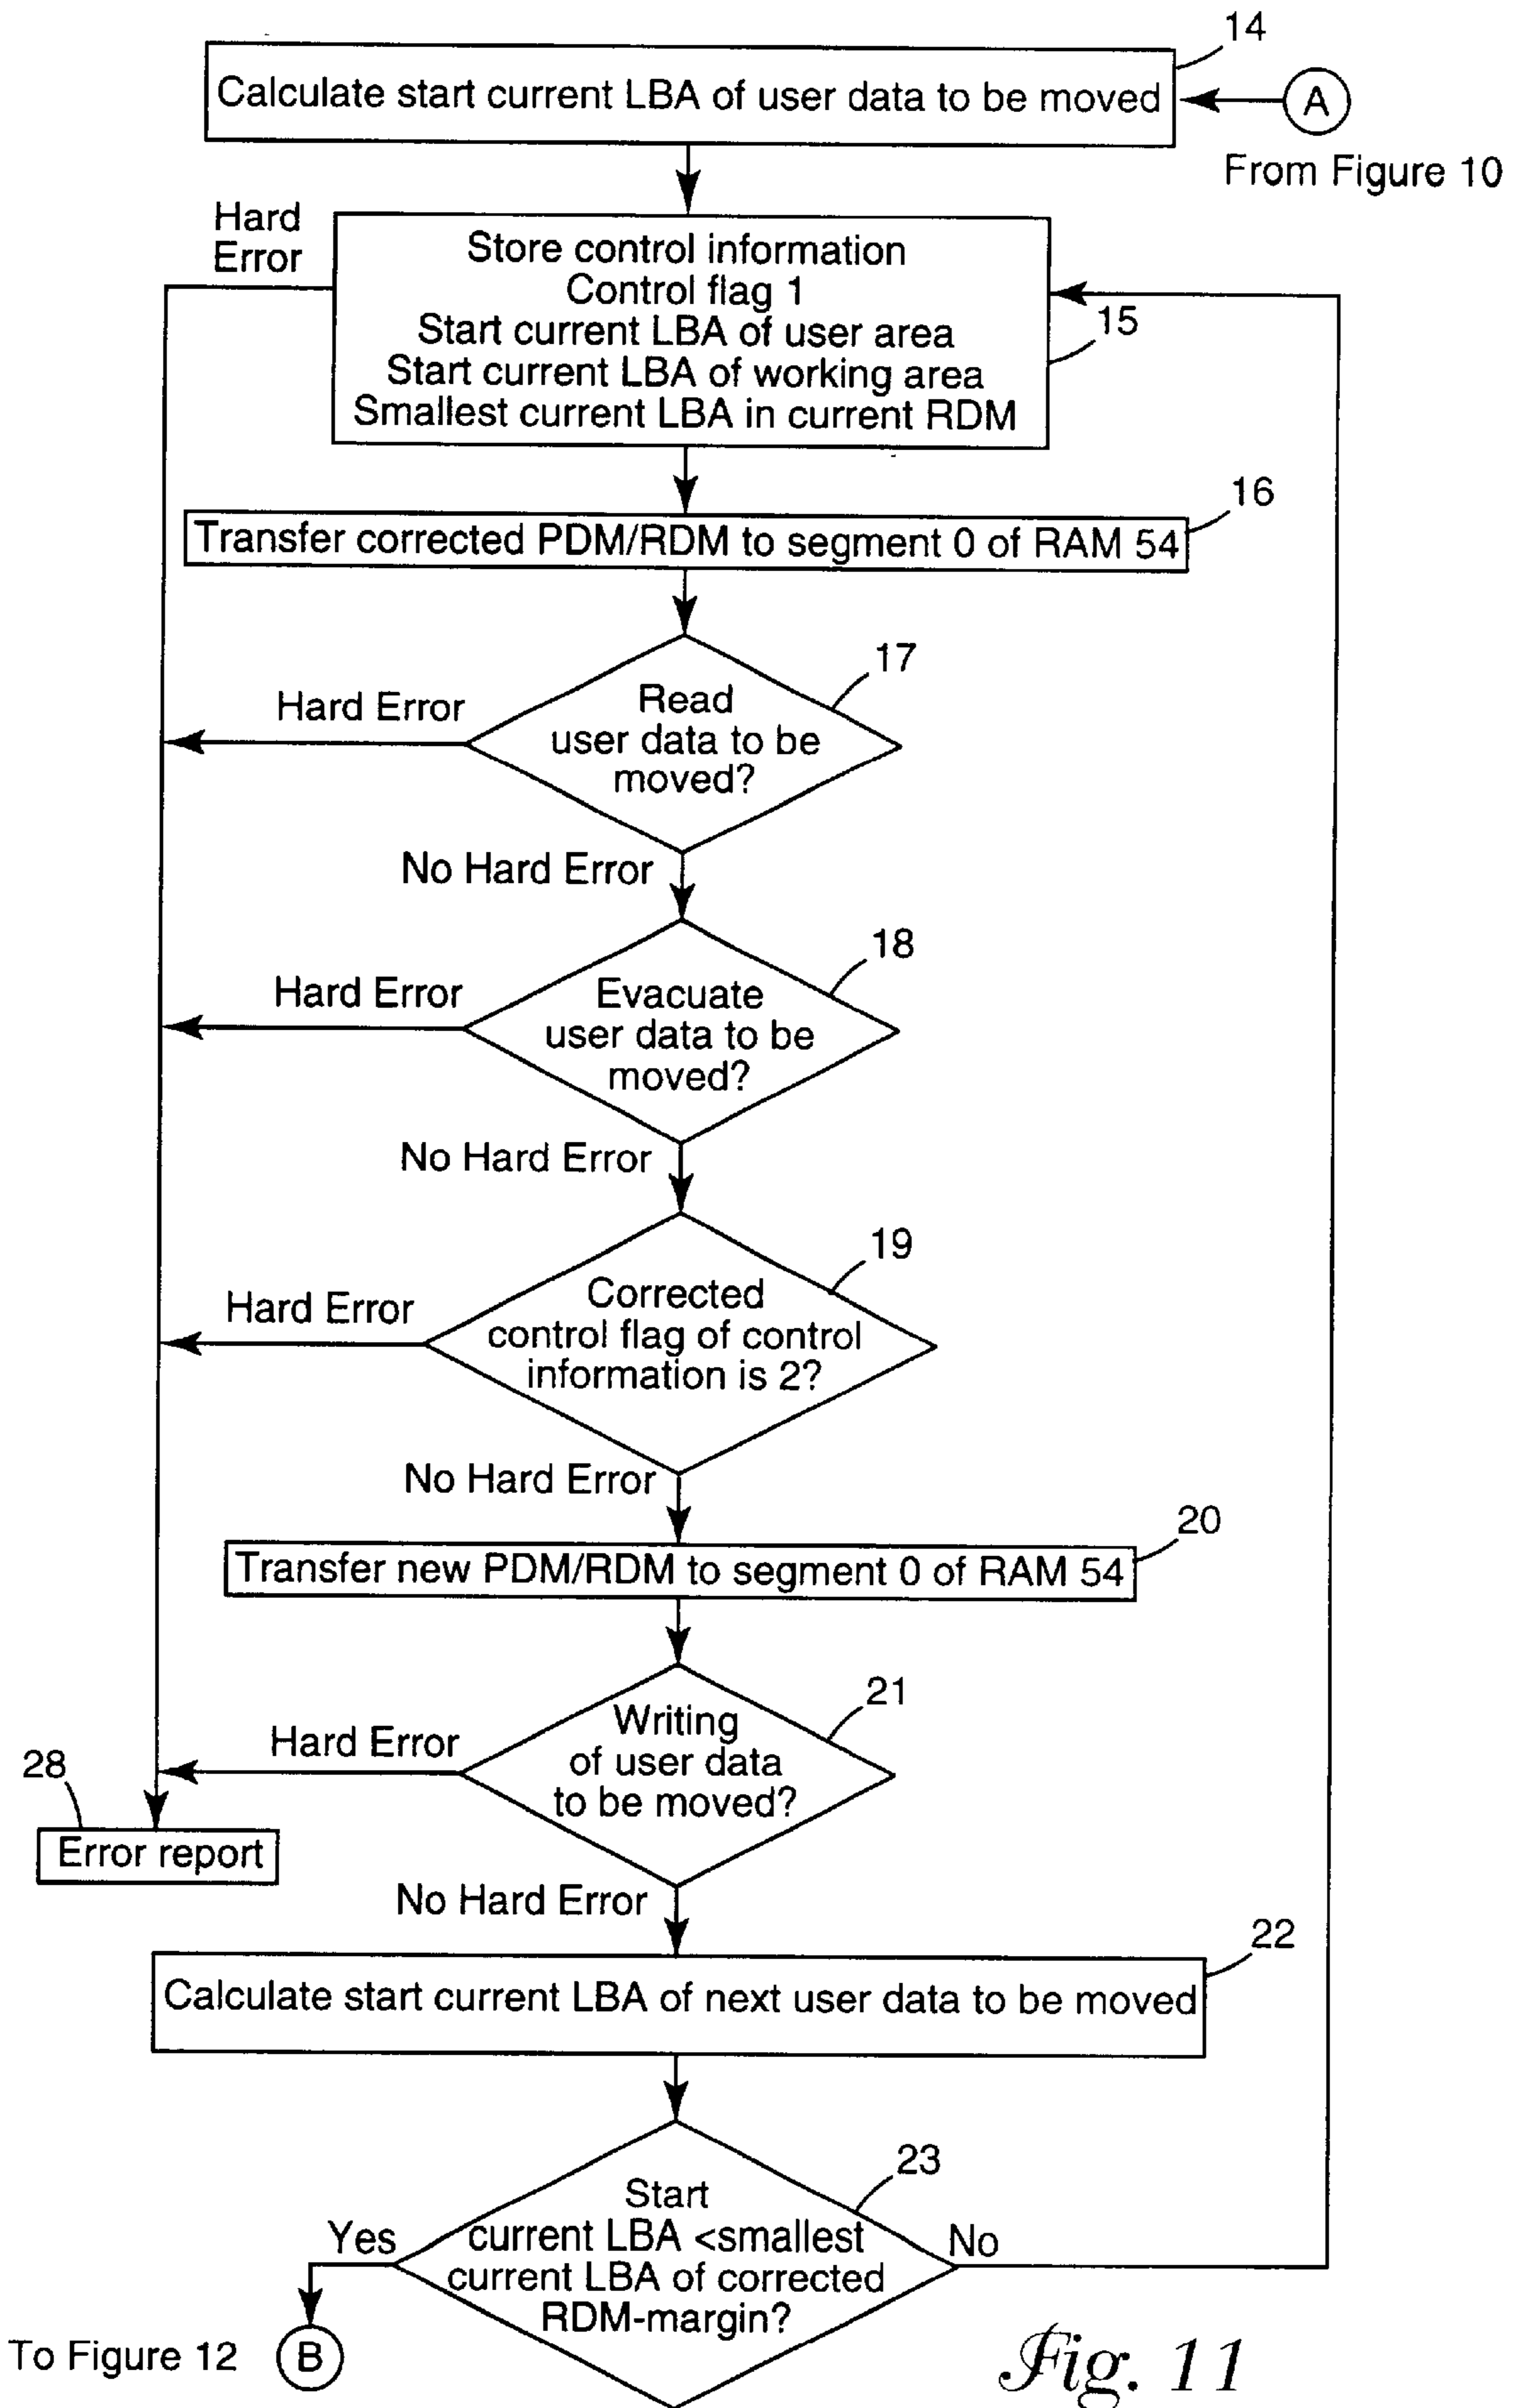 14
Calculate start current LBA of user data to be moved
A
From Figure 10
Hard
Error
Store control information
Control flag 1
Start current LBA of user area
Start current LBA of working area
Smallest current LBA in current RDM
15
16
Transfer corrected PDM/RDM to segment 0 of RAM 54
17
Hard Error
Read
user data to be
moved?
No Hard Error
18
Hard Error
Evacuate
user data to be
moved?
No Hard Error
19
Hard Error
Corrected
control flag of control
information is 2?
No Hard Error
20
Transfer new PDM/RDM to segment 0 of RAM 54
21
Hard Error
Writing
of user data
to be moved?
28
Error report
No Hard Error
22
Calculate start current LBA of next user data to be moved
23
Start
current LBA <smallest
current LBA of corrected
RDM-margin?
Yes
No
To Figure 12
B
Fig. 11